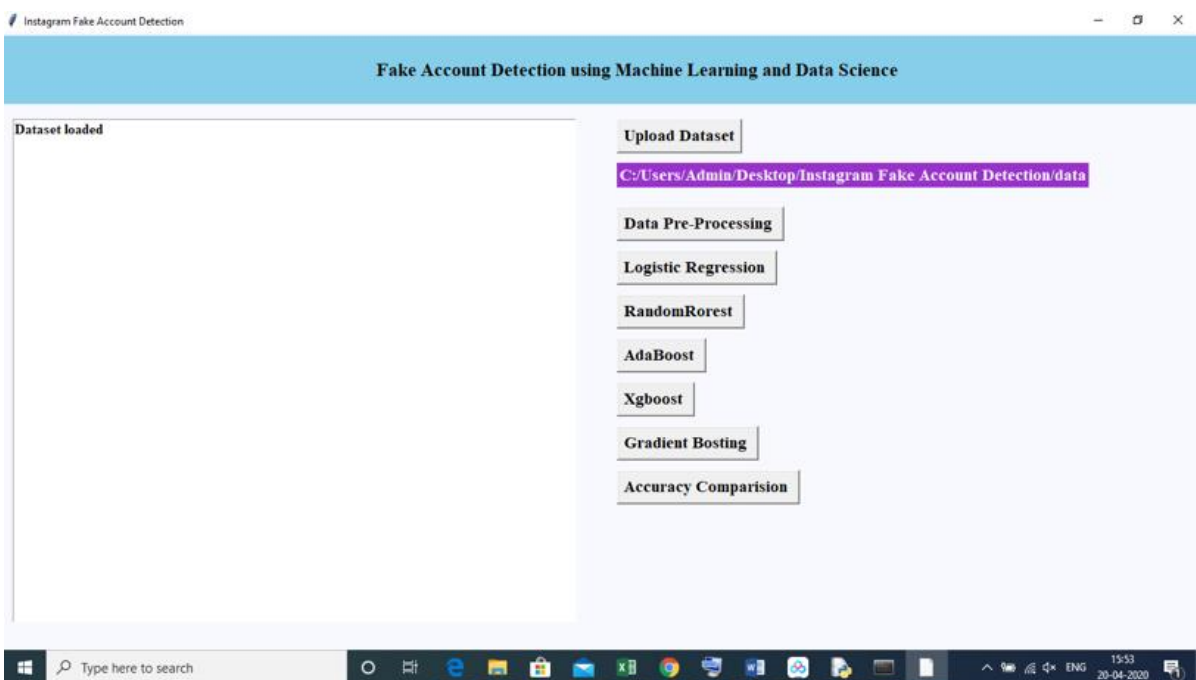 Instagram Fake Account Detection
Fake Account Detection using Machine Learning and Data Science
Dataset loaded
Upload Dataset
C:/Users/Admin/Desktop/Instagram Fake Account Detection/data
Data Pre-Processing
Logistic Regression
RandomRorest
AdaBoost
Xgboost
Gradient Bosting
Accuracy Comparision
Type here to search
ENG
15:53
20-04-2020